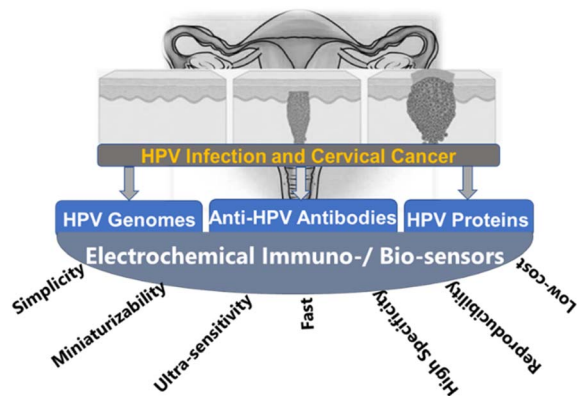 HPV Infection and Cervical Cancer
HPV Genomes
Anti-HPV Antibodies
HPV Proteins
Electrochemical Immuno-/ Bio-sensors
Simplicity
Miniaturizability
Ultra-sensitivity
Fast
High Specificity
Reproducibility
Low-cost